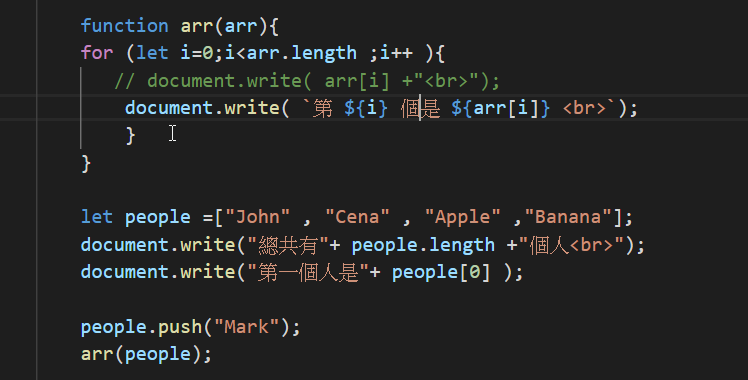 function arr(arr){
for (let i=0;i<arr.length ;i++ ){
// document.write( arr[i] +"<br>");
document.write( `第 ${i} 個是 ${arr[i]} <br>`);
}
}
let people =["John" , "Cena" , "Apple" ,"Banana"];
document.write("總共有"+ people.length +"個人<br>");
document.write("第一個人是"+ people[0] );
people.push("Mark");
arr(people);